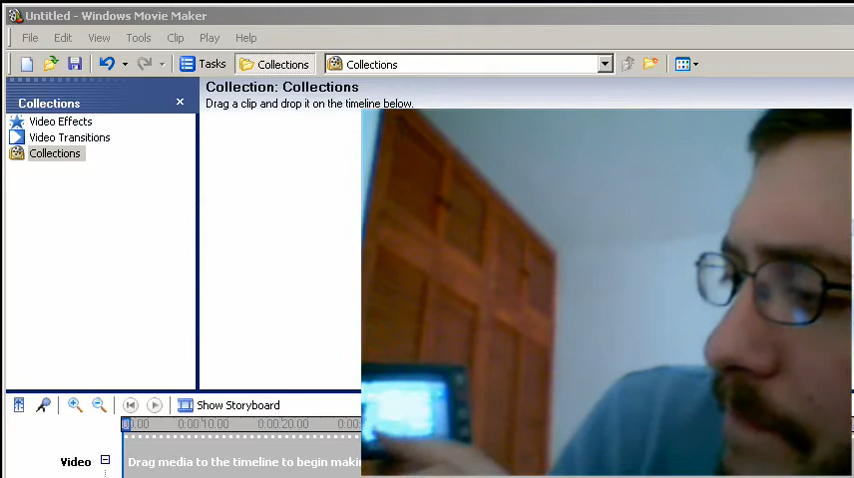 Untitled - Windows Movie Maker
File Edit View Tools Clip Play Help
Tasks Collections Collections
Collections
Collection: Collections
Drag a clip and drop it on the timeline below.
Video Effects
Video Transitions
Collections
Show Storyboard
0:00:10.00 0:00:20.00
Video
Drag media to the timeline to begin